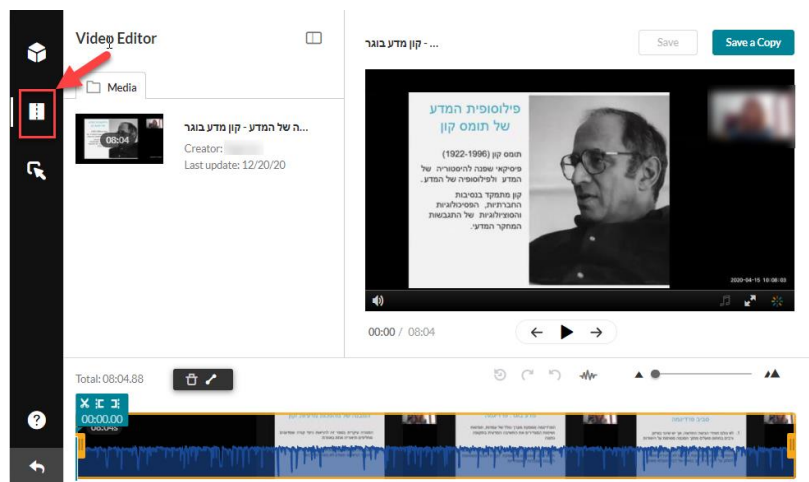 Video Editor
Media
08:04
ה של המדע - קון מדע בוגר...
Creator:
Last update: 12/20/20
קון מדע בוגר - ...
Save
Save a Copy
פילוסופית המדע
של תומס קון
תומס קון (1922-1996)
פיסיקאי שפנה להיסטוריה של
המדע ולפילוסופיה של המדע.
קון מתמקד בנסיבות
החברתיות, הפסיכולוגיות
והסוציולוגיות של התגבשות
המחקר המדעי.
2020-04-15 10:08:03
00:00 / 08:04
Total: 08:04.88
00:00.00